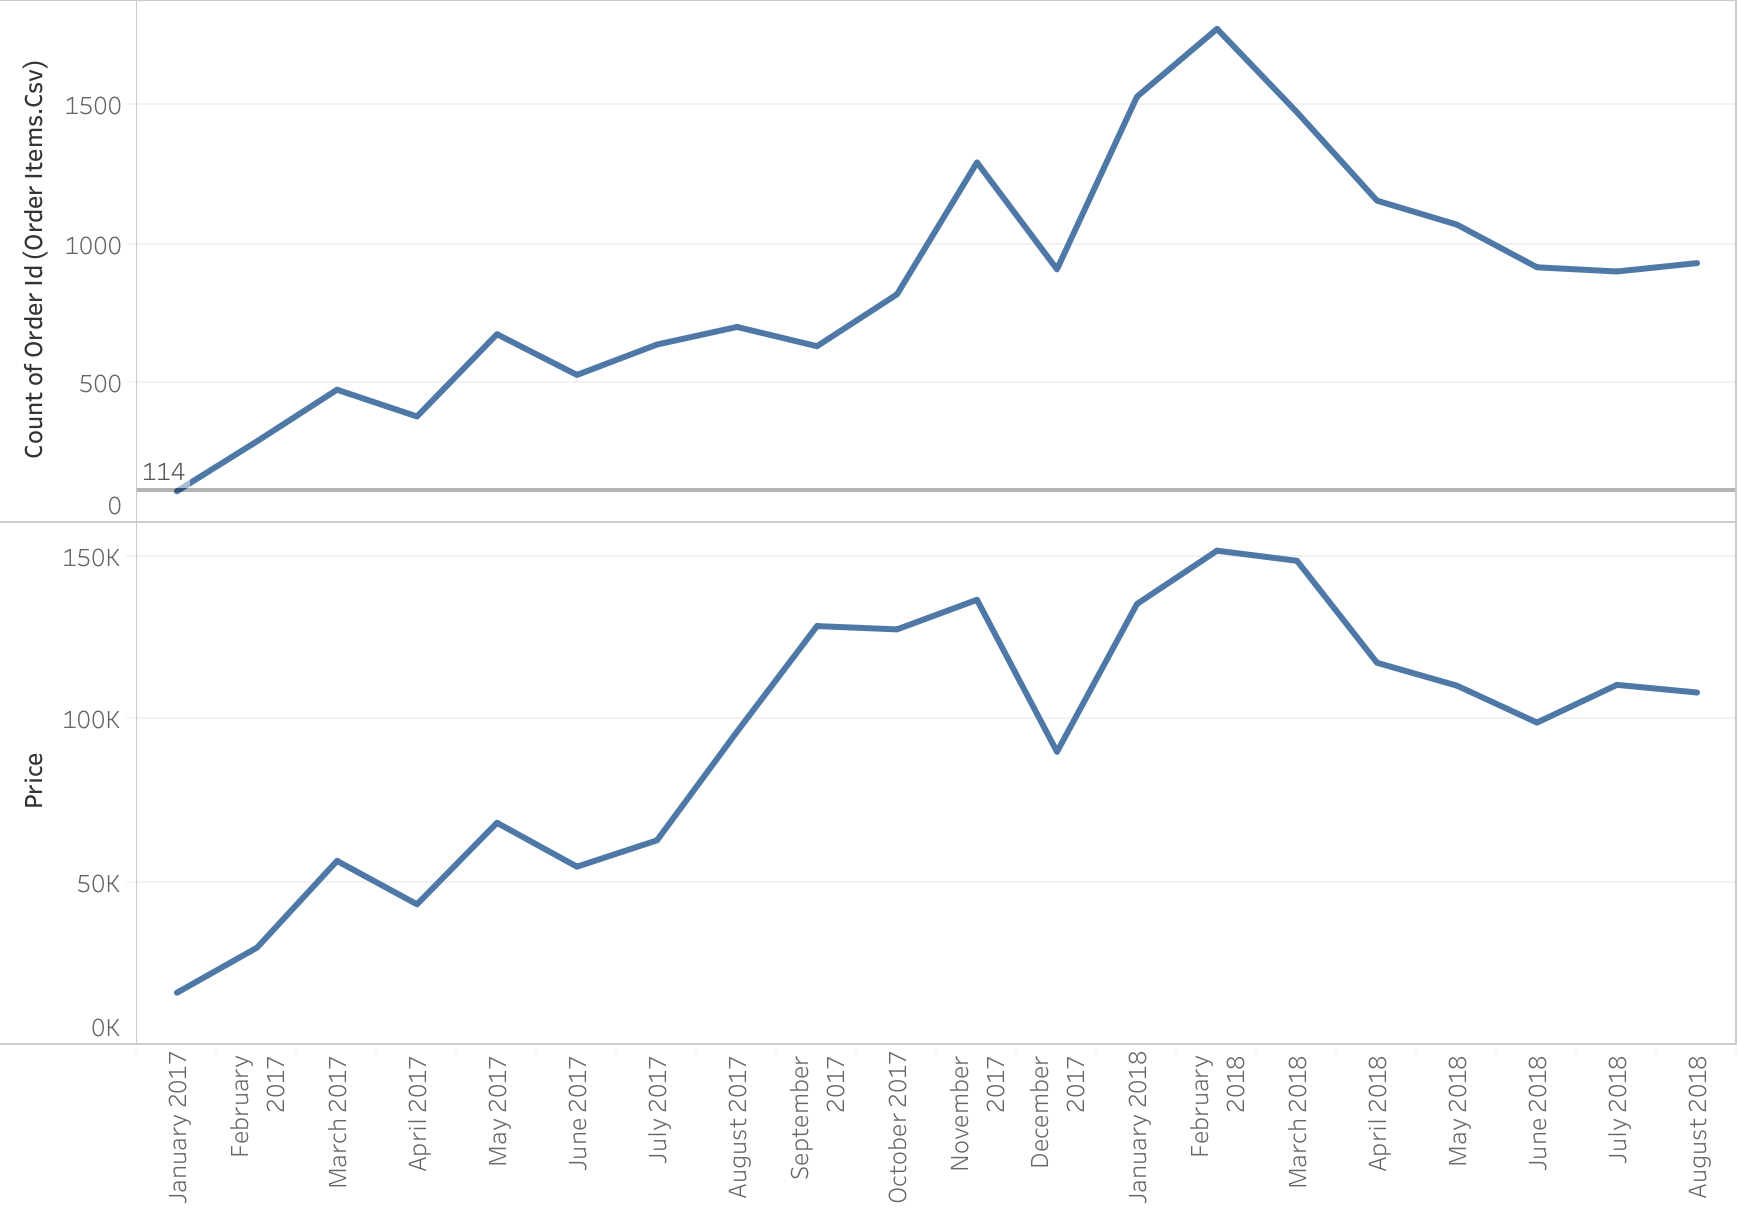 Count of Order Id (Order Items.Csv)
1500
1000
500
114
0
Price
150K
100K
50K
0K
January 2017
February
2017
March 2017
April 2017
May 2017
June 2017
July 2017
August 2017
September
2017
October 2017
November
2017
December
2017
January 2018
February
2018
March 2018
April 2018
May 2018
June 2018
July 2018
August 2018